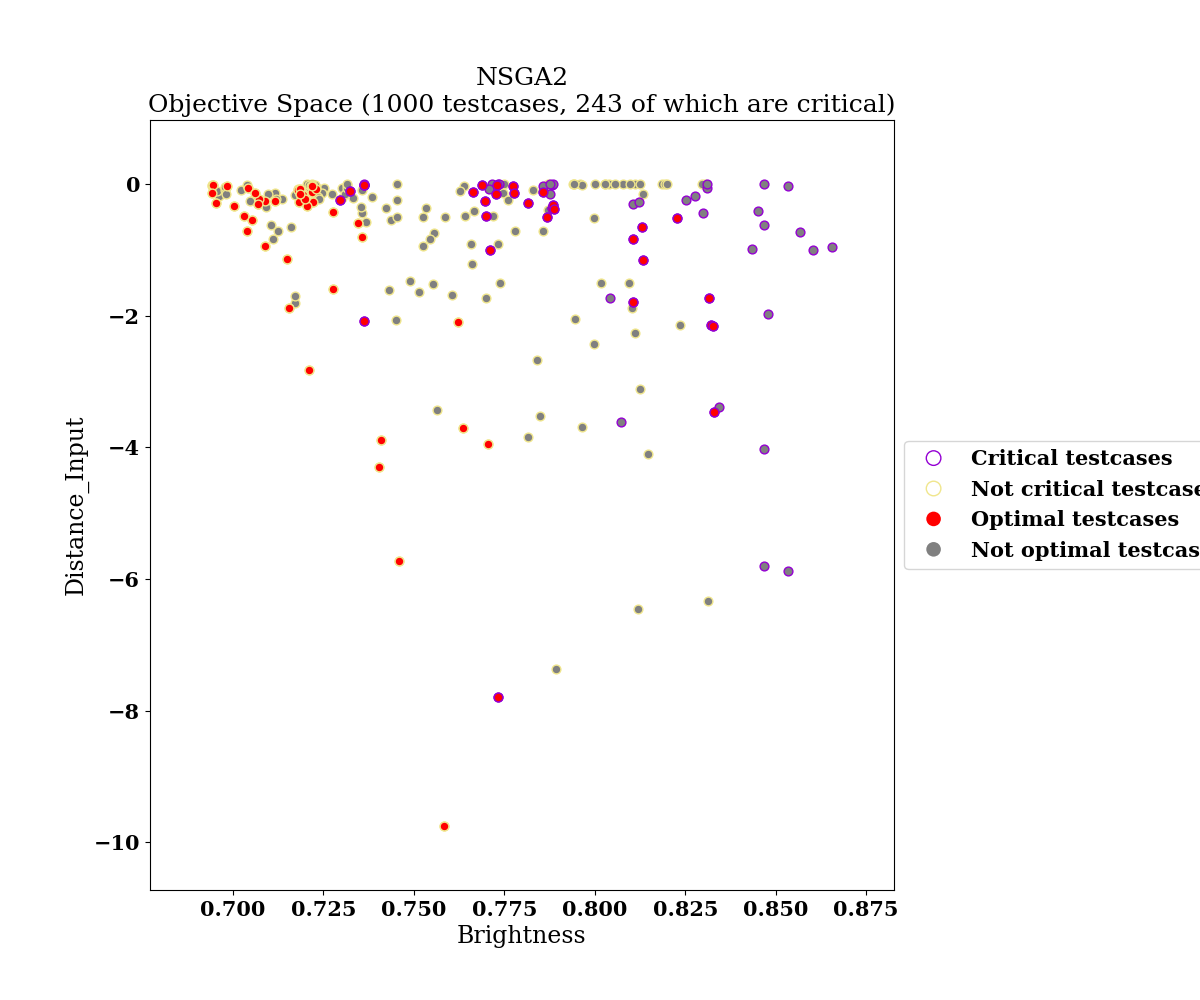 NSGA2
Objective Space (1000 testcases, 243 of which are critical)
0
−2
−4
−6
−8
−10
Distance_Input
0.700 0.725 0.750 0.775 0.800 0.825 0.850 0.875
Brightness
Critical testcases
Not critical testcase
Optimal testcases
Not optimal testcas